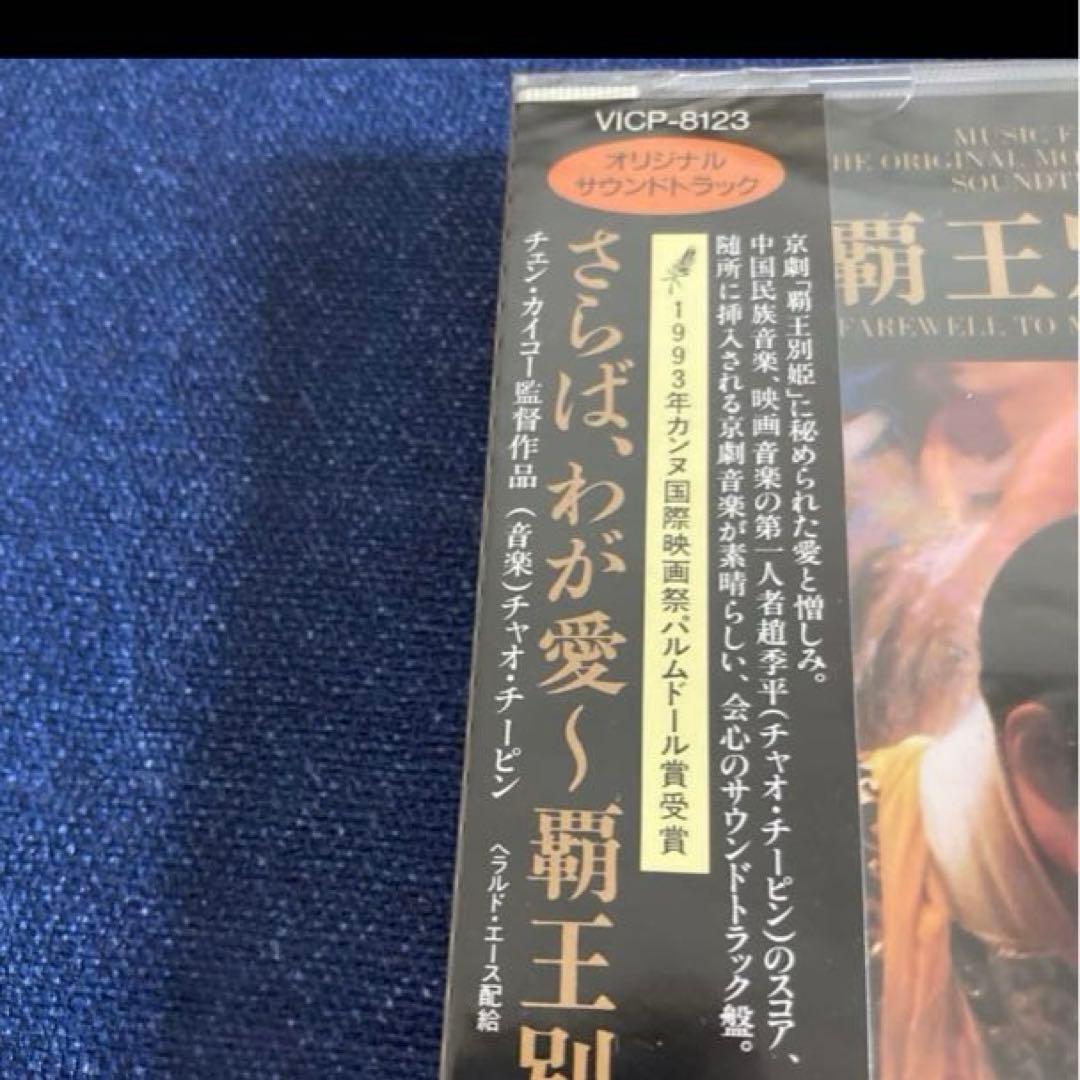 VICP-8123
オリジナル
サウンドトラック
京劇「覇王別姫」に秘められた愛と憎しみ。
中国民族音楽、映画音楽の第一人者趙季平(チャオ・チーピン)のスコア、
随所に挿入される京劇音楽が素晴らしい、会心のサウンドトラック盤。
1993年カンヌ国際映画祭パルムドール賞受賞
さらば、わが愛〜覇王別
チェン・カイコー監督作品 (音楽)チャオ・チーピン
ヘラルド・エース配給
MUSIC F
HE ORIGINAL MO
SOUNDT
覇王
FAREWELL TO M